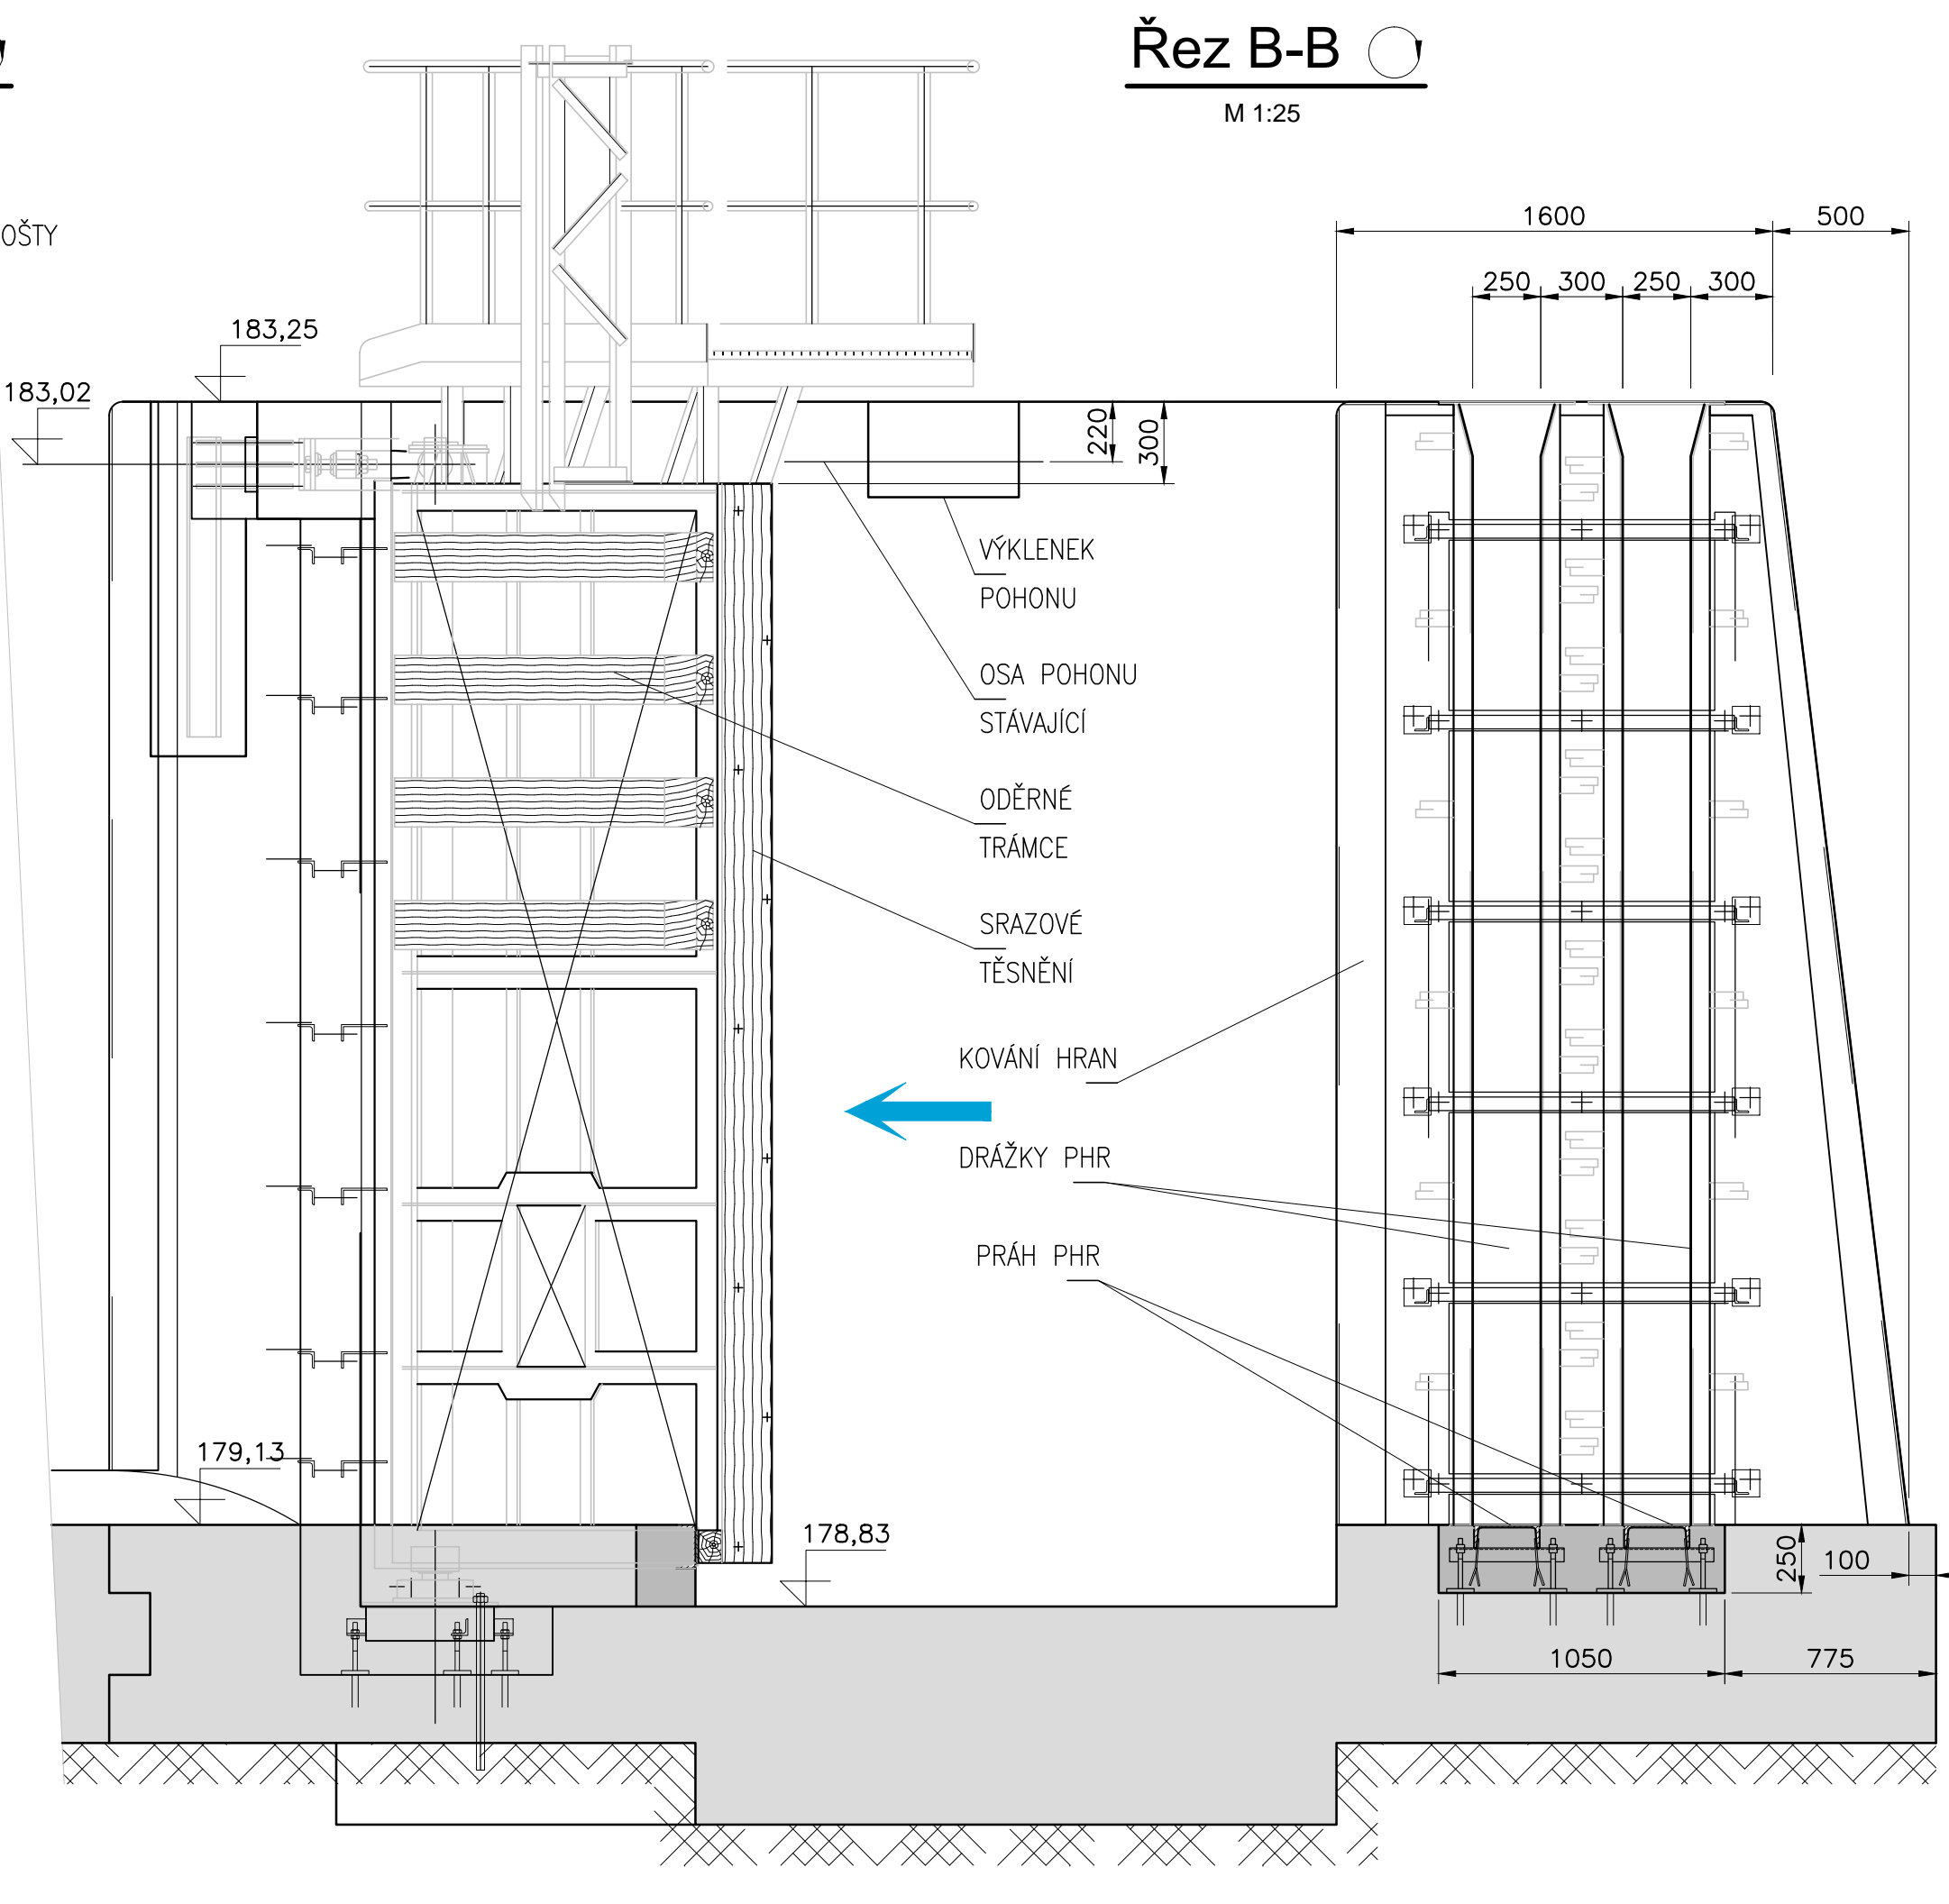 Řez B-B
M 1:25
OŠTY
1600
500
250
300
250
300
183,25
183,02
220
300
VÝKLENEK
POHONU
OSA POHONU
STÁVAJÍCÍ
ODĚRNÉ
TRÁMCE
SRAZOVÉ
TĚSNĚNÍ
KOVÁNÍ HRAN
DRÁŽKY PHR
PRÁH PHR
179,13
178,83
250
100
1050
775